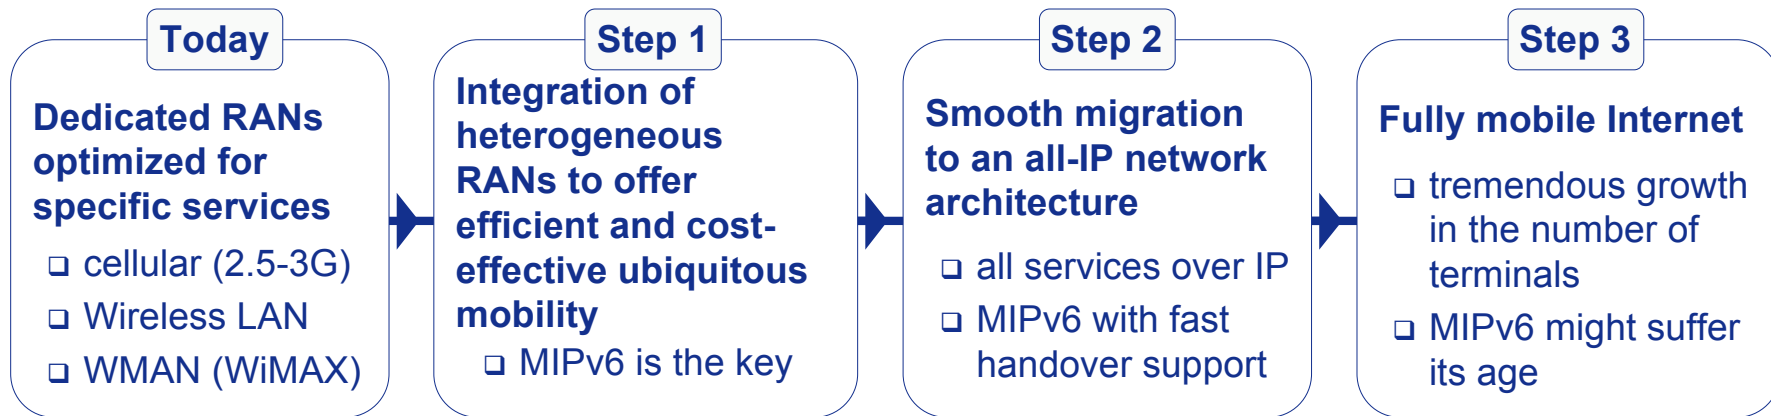 Today
Dedicated RANs
optimized for
specific services
❑ cellular (2.5-3G)
❑ Wireless LAN
❑ WMAN (WiMAX)
Step 1
Integration of
heterogeneous
RANs to offer
efficient and cost-
effective ubiquitous
mobility
❑ MIPv6 is the key
Step 2
Smooth migration
to an all-IP network
architecture
❑ all services over IP
❑ MIPv6 with fast
handover support
Step 3
Fully mobile Internet
❑ tremendous growth
in the number of
terminals
❑ MIPv6 might suffer
its age